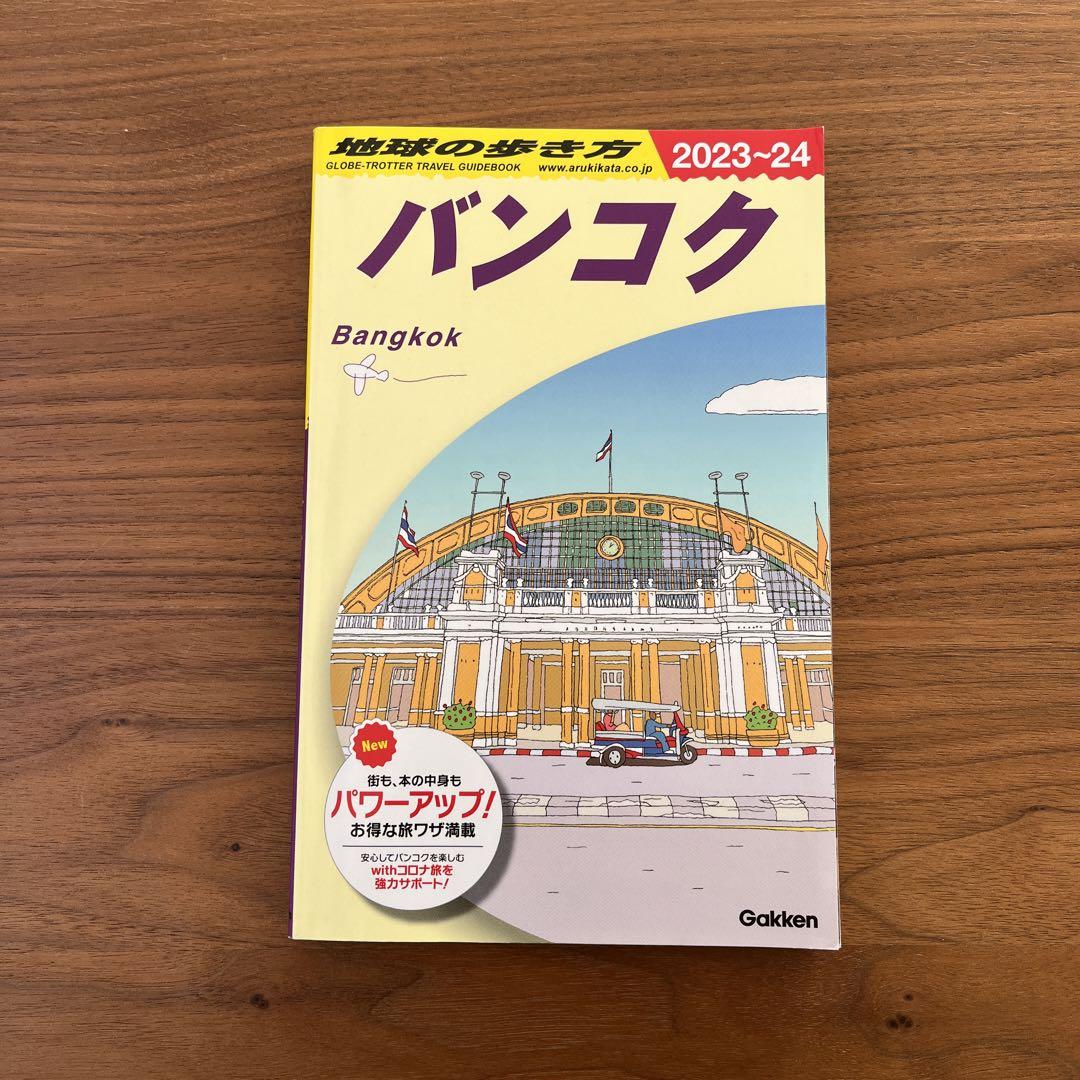 地球の歩き方
GLOBE-TROTTER TRAVEL GUIDEBOOK www.arukikata.co.jp
2023~24
バンコク
Bangkok
New
街も、本の中身も
パワーアップ!
お得な旅ワザ満載
安心してバンコクを楽しむ
withコロナ旅を
強力サポート!
Gakken